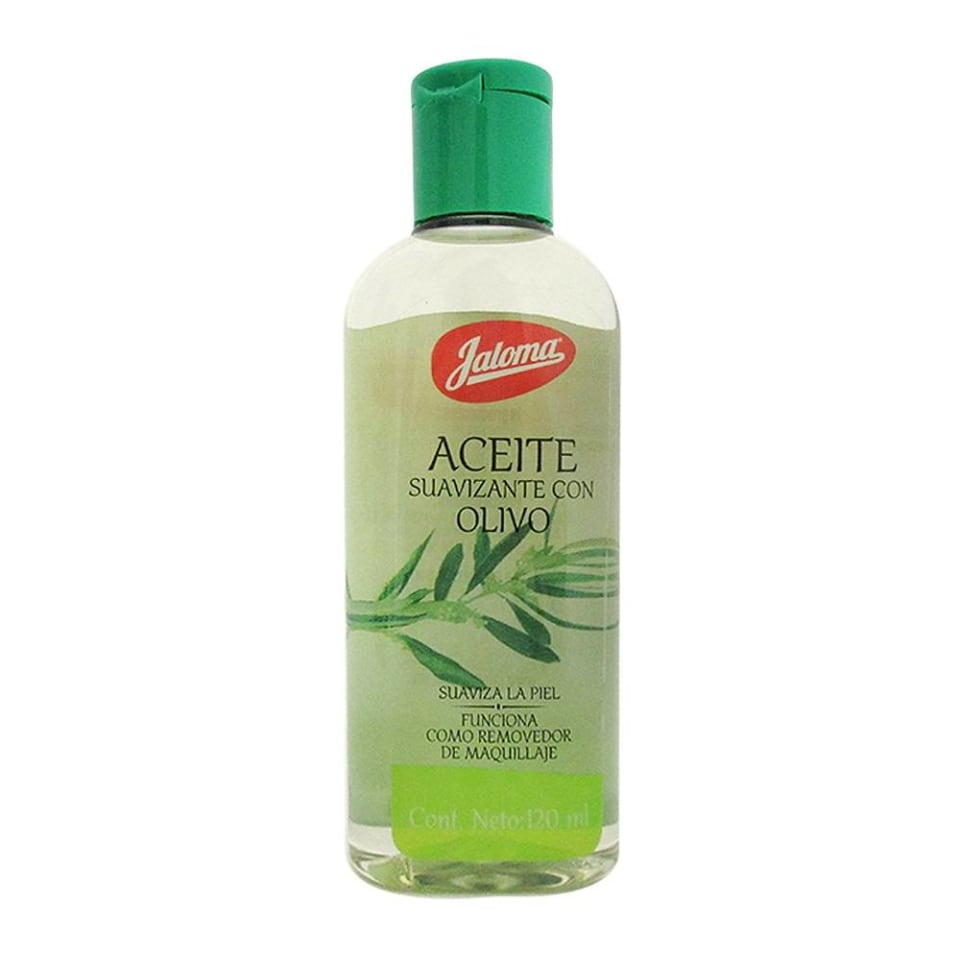 Jaloma
ACEITE
SUAVIZANTE CON
OLIVO
SUAVIZA LA PIEL
FUNCIONA
COMO REMOVEDOR
DE MAQUILLAJE
Cont. Neto:120 ml